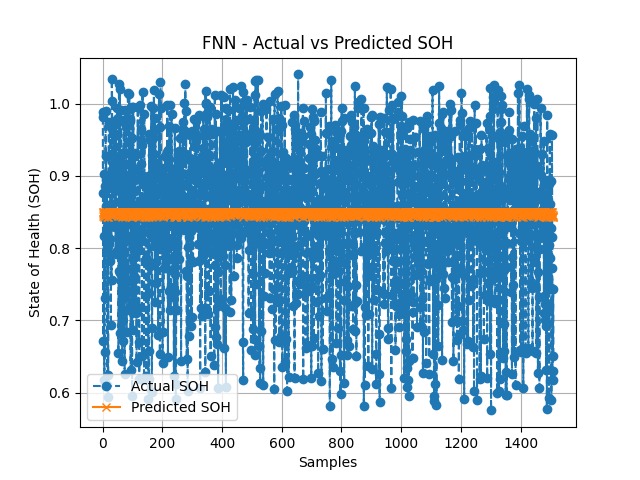 FNN - Actual vs Predicted SOH
State of Health (SOH)
1.0
0.9
0.8
0.7
0.6
Actual SOH
Predicted SOH
0 200 400 600 800 1000 1200 1400
Samples